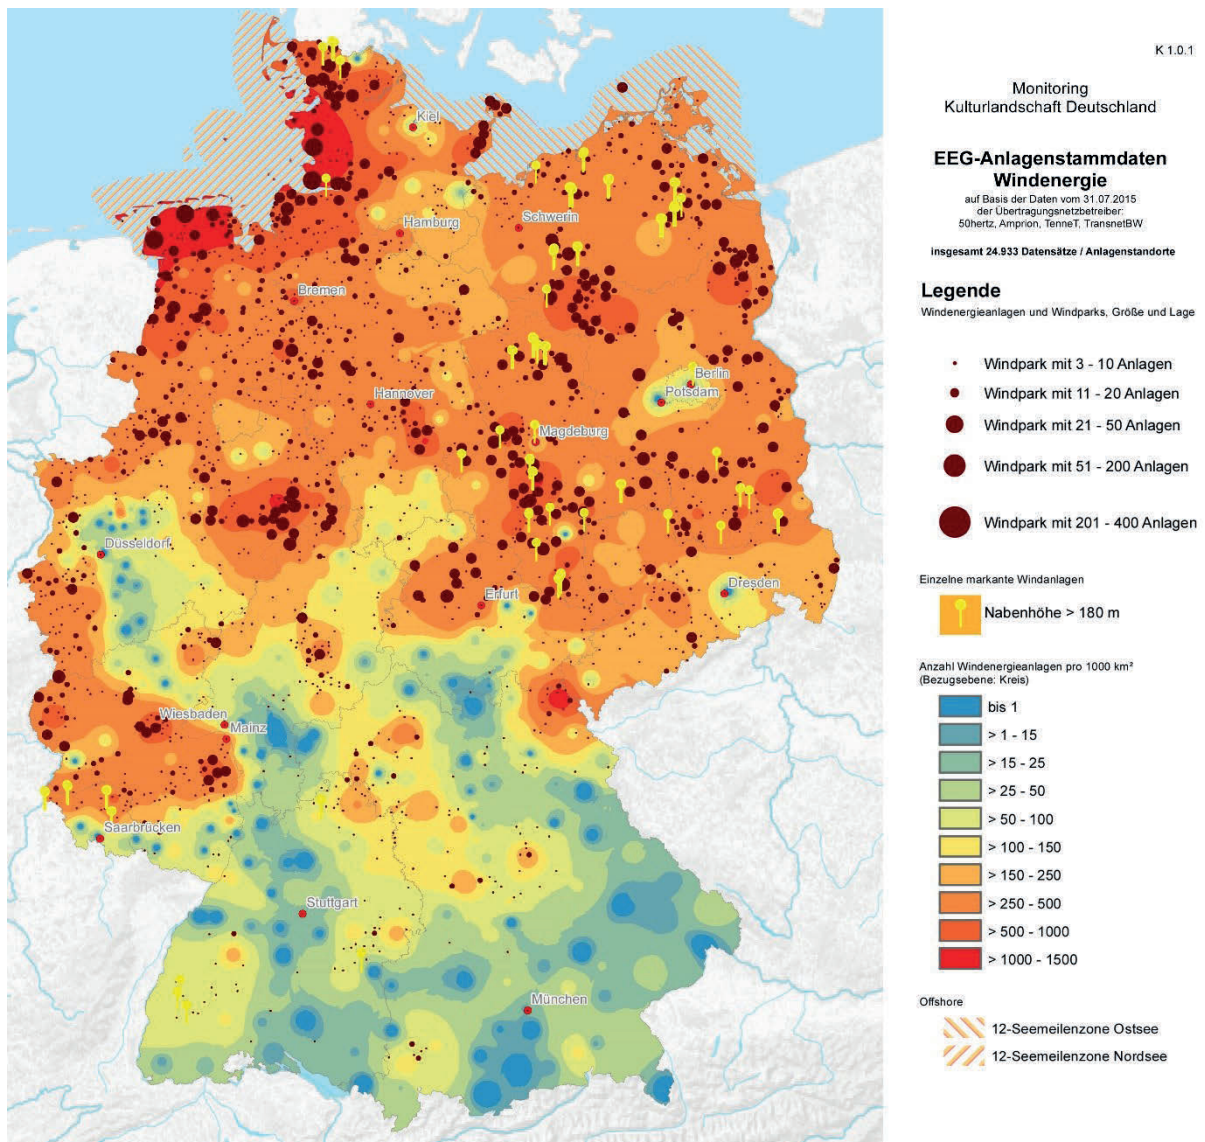 K 1.0.1
Monitoring
Kulturlandschaft Deutschland
EEG-Anlagenstammdaten
Windenergie
auf Basis der Daten vom 31.07.2015
der Übertragungsnetzbetreiber:
50hertz, Amprion, TenneT, TransnetBW
insgesamt 24.933 Datensätze / Anlagenstandorte
Legende
Windenergieanlagen und Windparks, Größe und Lage
Windpark mit 3 - 10 Anlagen
Windpark mit 11 - 20 Anlagen
Windpark mit 21 - 50 Anlagen
Windpark mit 51 - 200 Anlagen
Windpark mit 201 - 400 Anlagen
Einzelne markante Windanlagen
Nabenhöhe > 180 m
Anzahl Windenergieanlagen pro 1000 km²
(Bezugsebene: Kreis)
bis 1
> 1 - 15
> 15 - 25
> 25 - 50
> 50 - 100
> 100 - 150
> 150 - 250
> 250 - 500
> 500 - 1000
> 1000 - 1500
Offshore
12-Seemeilenzone Ostsee
12-Seemeilenzone Nordsee
Kiel
Schwerin
Hamburg
Bremen
Berlin
Potsdam
Hannover
Magdeburg
Düsseldorf
Dresden
Erfurt
Wiesbaden
Mainz
Saarbrücken
Stuttgart
München